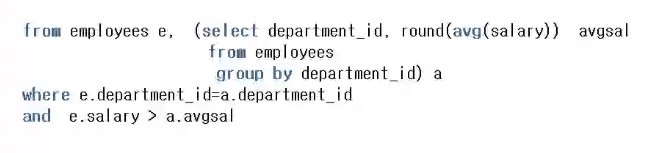 from employees e, (select department_id, round(avg(salary)) avgsal
from employees
group by department_id) a
where e.department_id=a.department_id
and e.salary > a.avgsal